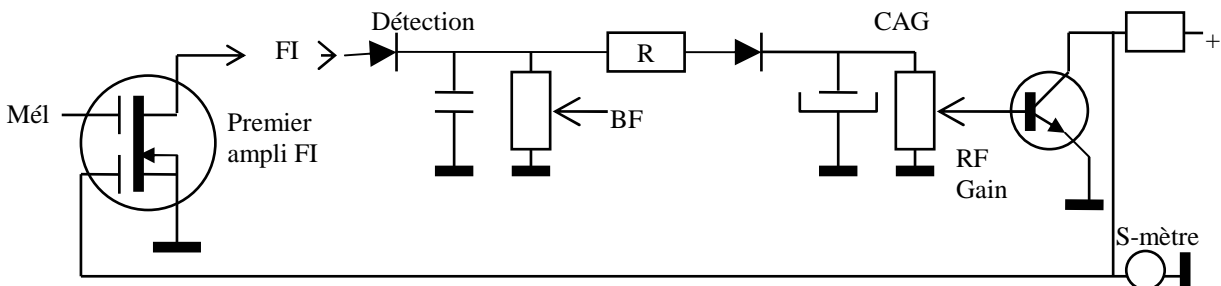 Détection
CAG
FI
R
+
Mél
Premier
ampli FI
BF
RF
Gain
S-mètre